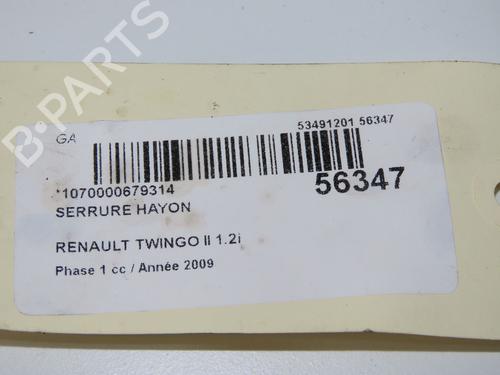 GA
53491201 56347
*1070000679314
56347
SERRURE HAYON
RENAULT TWINGO II 1.2i
Phase 1 cc / Année 2009
B-PARTS